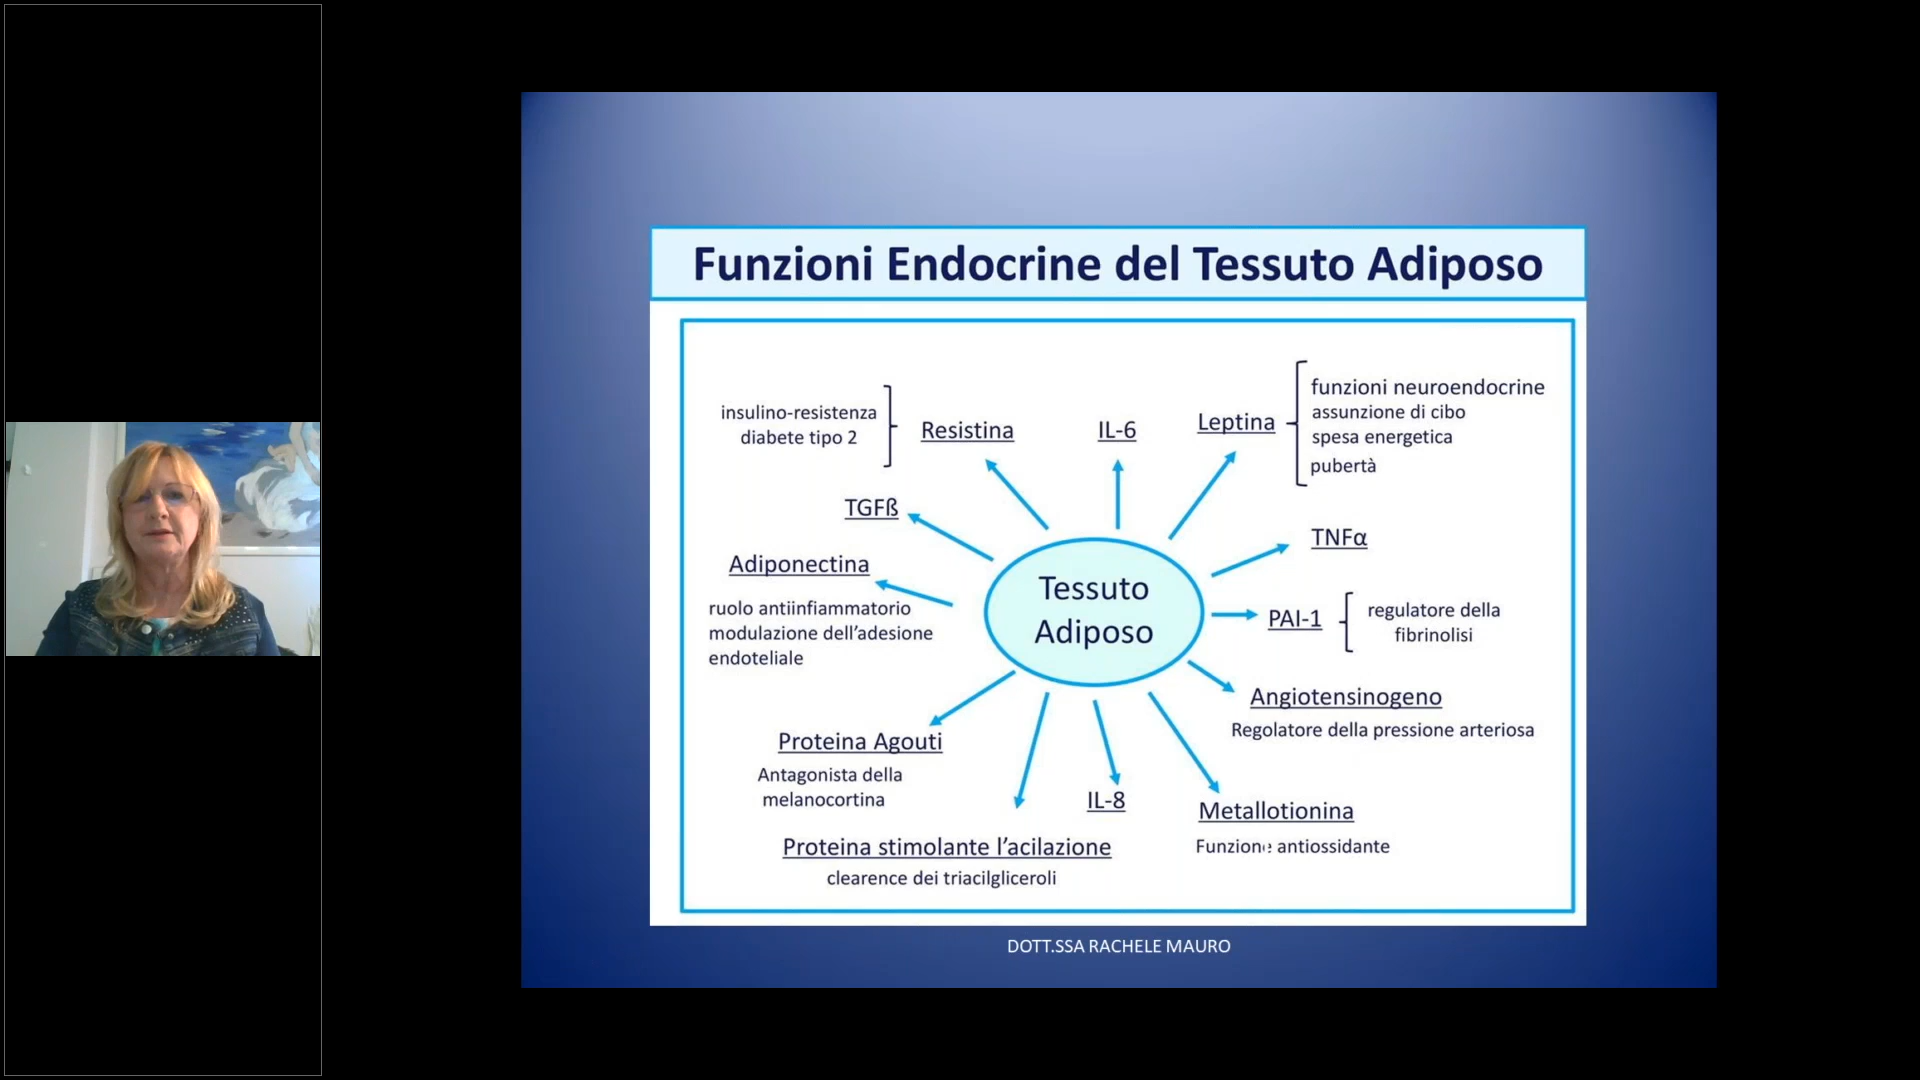 Funzioni Endocrine del Tessuto Adiposo
insulino-resistenza
diabete tipo 2
Resistina
IL-6
Leptina
funzioni neuroendocrine
assunzione di cibo
spesa energetica
pubertà
TGFß
TNFα
Adiponectina
ruolo antiinfiammatorio
modulazione dell’adesione
endoteliale
Tessuto
Adiposo
PAI-1
regulatore della
fibrinolisi
Angiotensinogeno
Regolatore della pressione arteriosa
Proteina Agouti
Antagonista della
melanocortina
IL-8
Metallotionina
Funzione antiossidante
Proteina stimolante l’acilazione
clearence dei triacilgliceroli
DOTT.SSA RACHELE MAURO